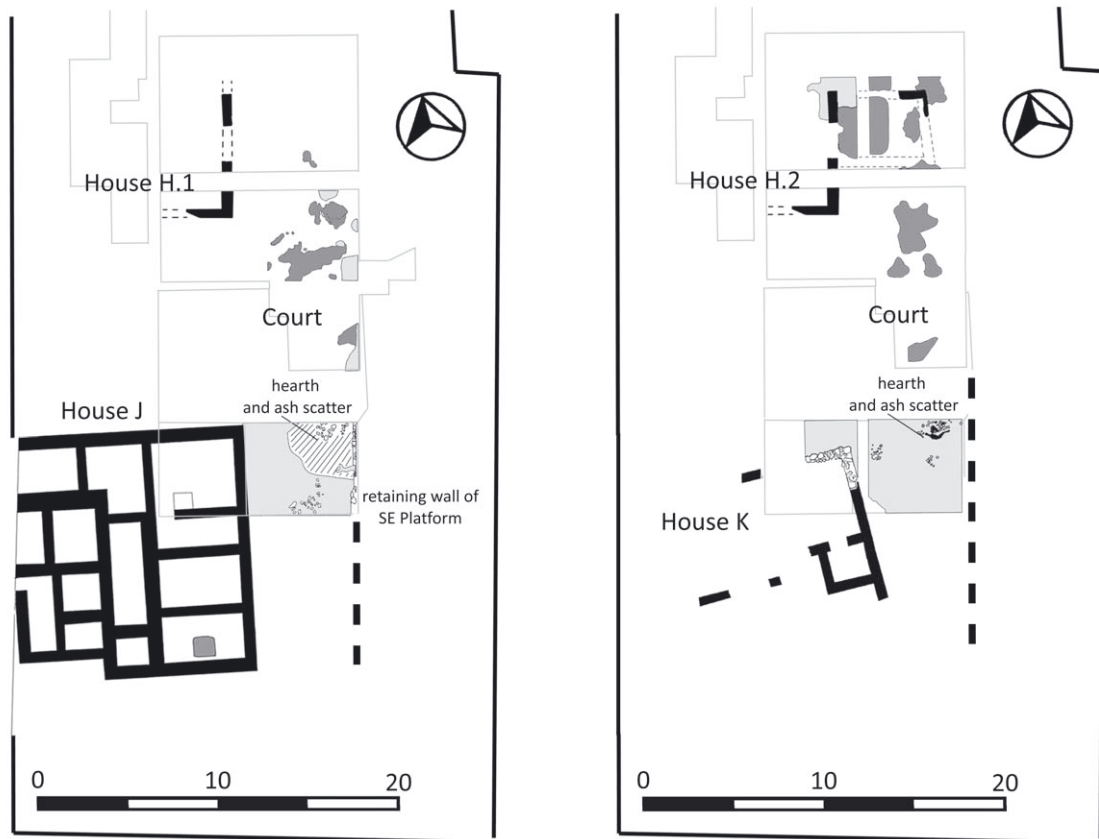 House H.1
Court
hearth
and ash scatter
House J
retaining wall of
SE Platform
0 10 20
House H.2
Court
hearth
and ash scatter
House K
0 10 20